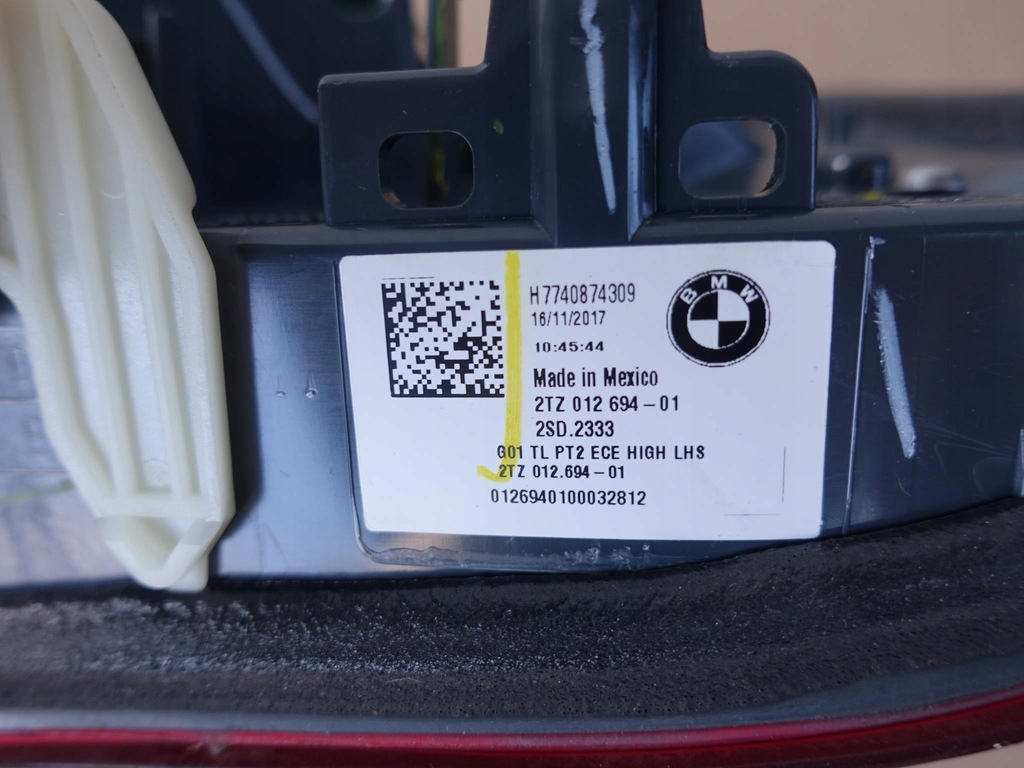 H7740874309
16/11/2017
BMW
10:45:44
Made in Mexico
2TZ 012 694-01
2SD.2333
G01 TL PT2 ECE HIGH LHS
2TZ 012.694-01
0126940100032812